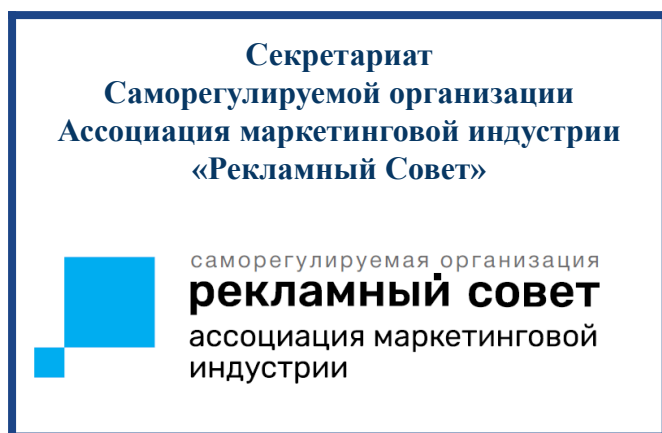 Секретариат
Саморегулируемой организации
Ассоциация маркетинговой индустрии
«Рекламный Совет»
саморегулируемая организация
рекламный совет
ассоциация маркетинговой
индустрии